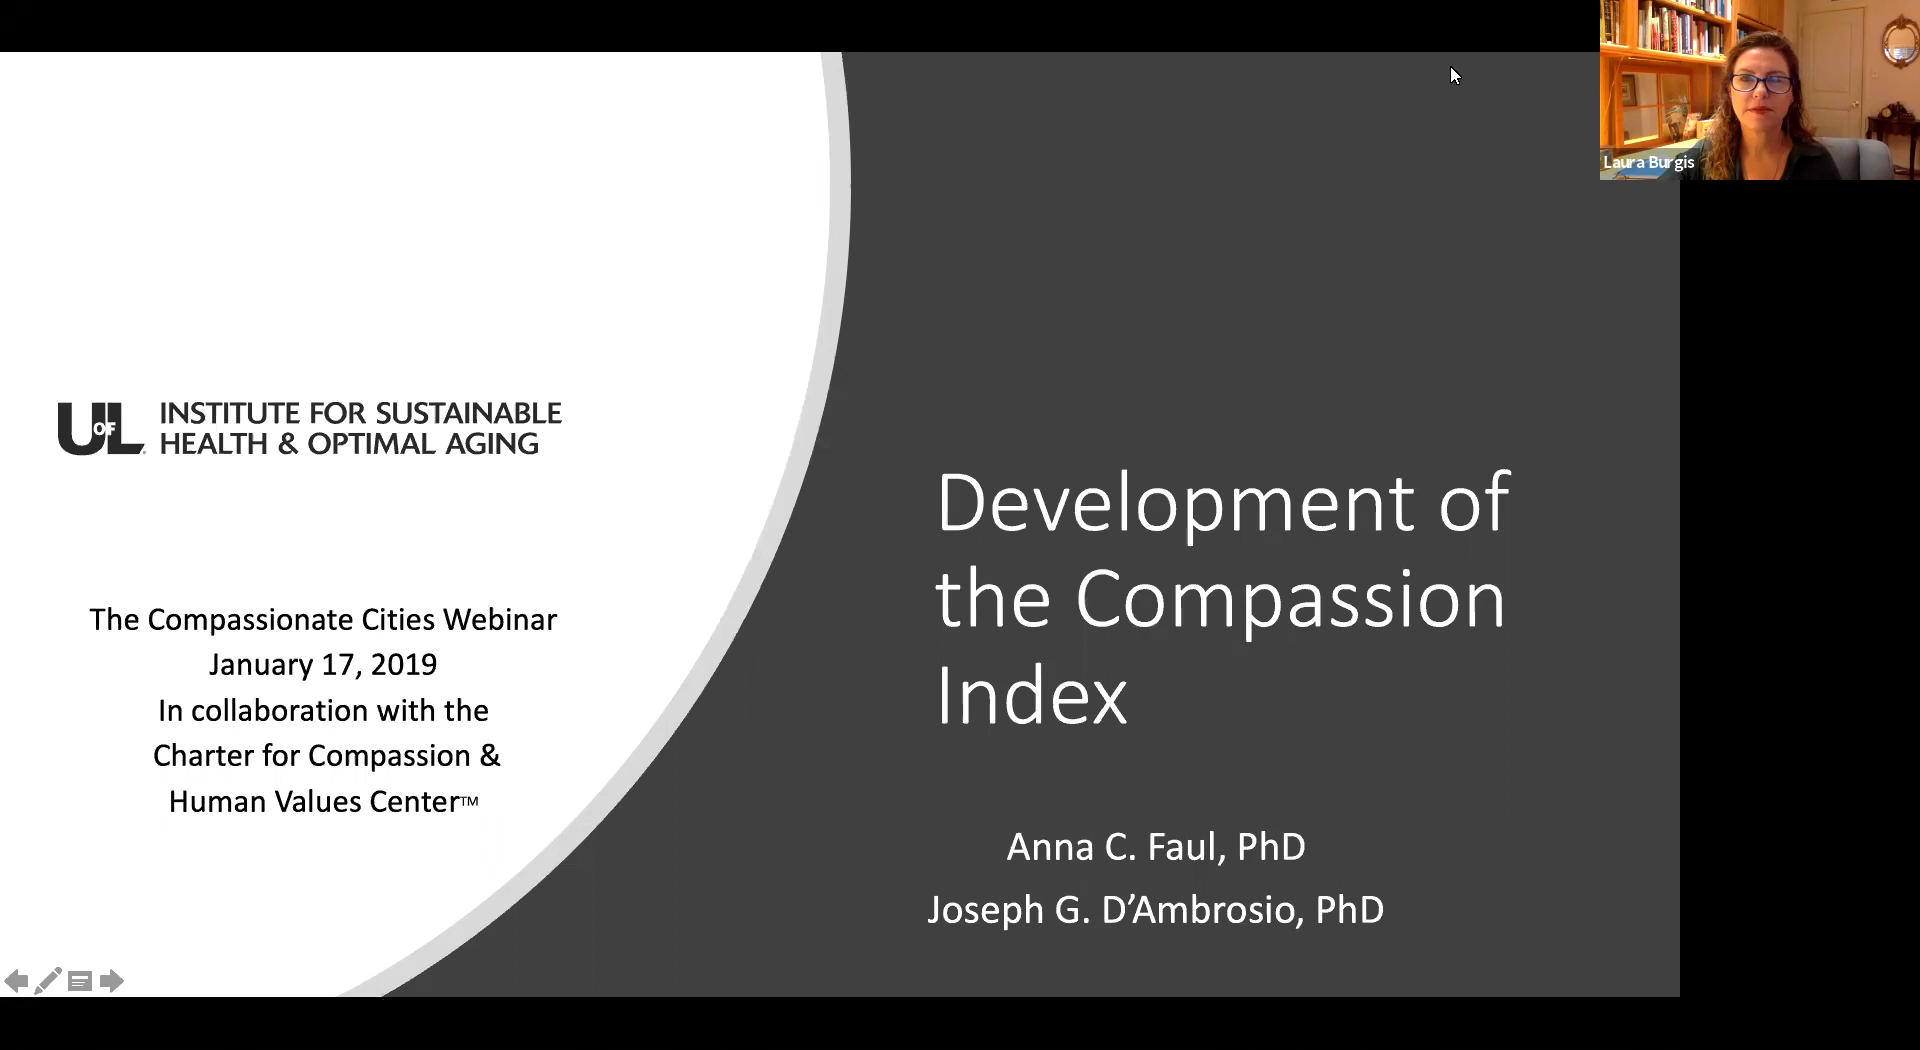 Laura Burgis
UOFL
INSTITUTE FOR SUSTAINABLE
HEALTH & OPTIMAL AGING
The Compassionate Cities Webinar
January 17, 2019
In collaboration with the
Charter for Compassion &
Human Values Center™
Development of
the Compassion
Index
Anna C. Faul, PhD
Joseph G. D’Ambrosio, PhD